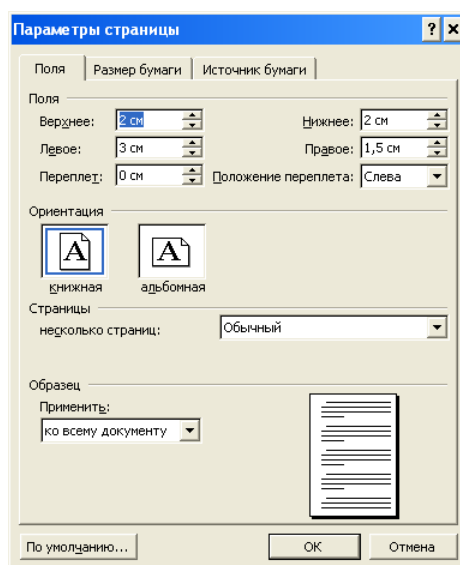 Параметры страницы ? x
Поля Размер бумаги Источник бумаги
Поля
Верхнее: 2 см Нижнее: 2 см
Левое: 3 см Правое: 1,5 см
Переплет: 0 см Положение переплета: Слева
Ориентация
A A
книжная альбомная
Страницы
несколько страниц: Обычный
Образец
Применить:
ко всему документу
По умолчанию... ОК Отмена